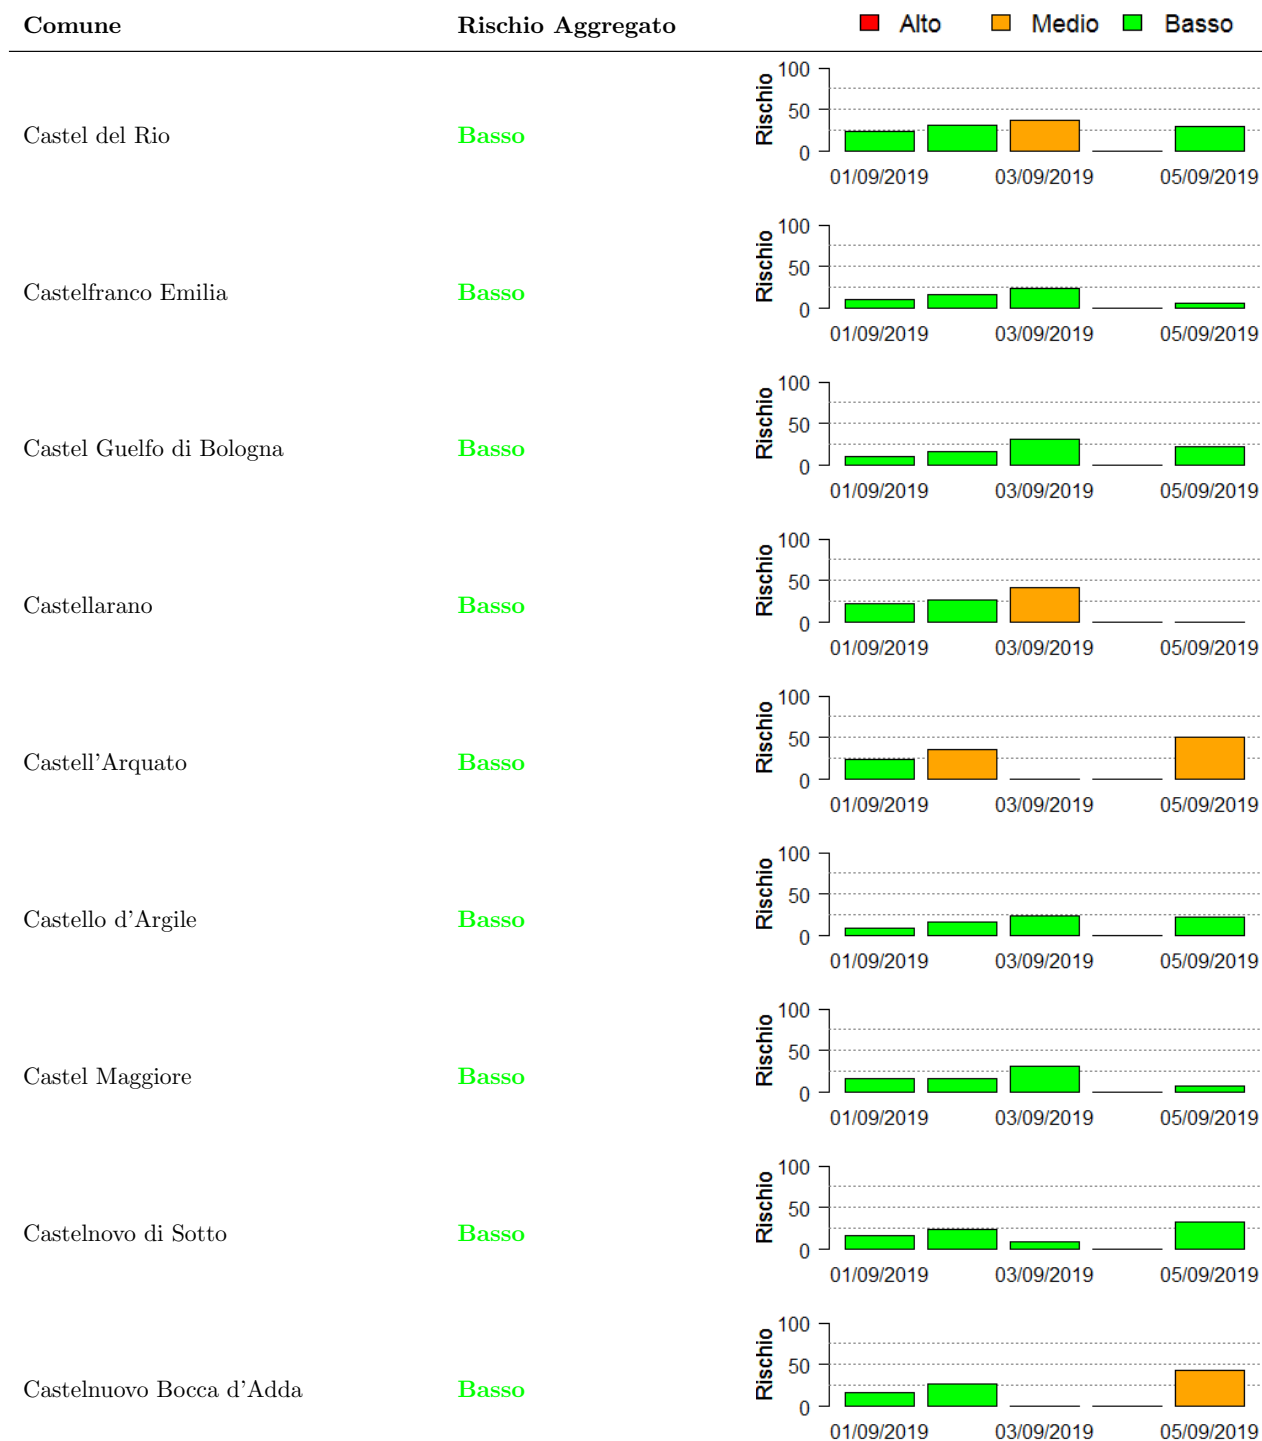 Comune Rischio Aggregato Alto Medio Basso
Castel del Rio Basso Rischio 100 50 0
01/09/2019 03/09/2019 05/09/2019
Castelfranco Emilia Basso Rischio 100 50 0
01/09/2019 03/09/2019 05/09/2019
Castel Guelfo di Bologna Basso Rischio 100 50 0
01/09/2019 03/09/2019 05/09/2019
Castellarano Basso Rischio 100 50 0
01/09/2019 03/09/2019 05/09/2019
Castell'Arquato Basso Rischio 100 50 0
01/09/2019 03/09/2019 05/09/2019
Castello d'Argile Basso Rischio 100 50 0
01/09/2019 03/09/2019 05/09/2019
Castel Maggiore Basso Rischio 100 50 0
01/09/2019 03/09/2019 05/09/2019
Castelnovo di Sotto Basso Rischio 100 50 0
01/09/2019 03/09/2019 05/09/2019
Castelnuovo Bocca d'Adda Basso Rischio 100 50 0
01/09/2019 03/09/2019 05/09/2019